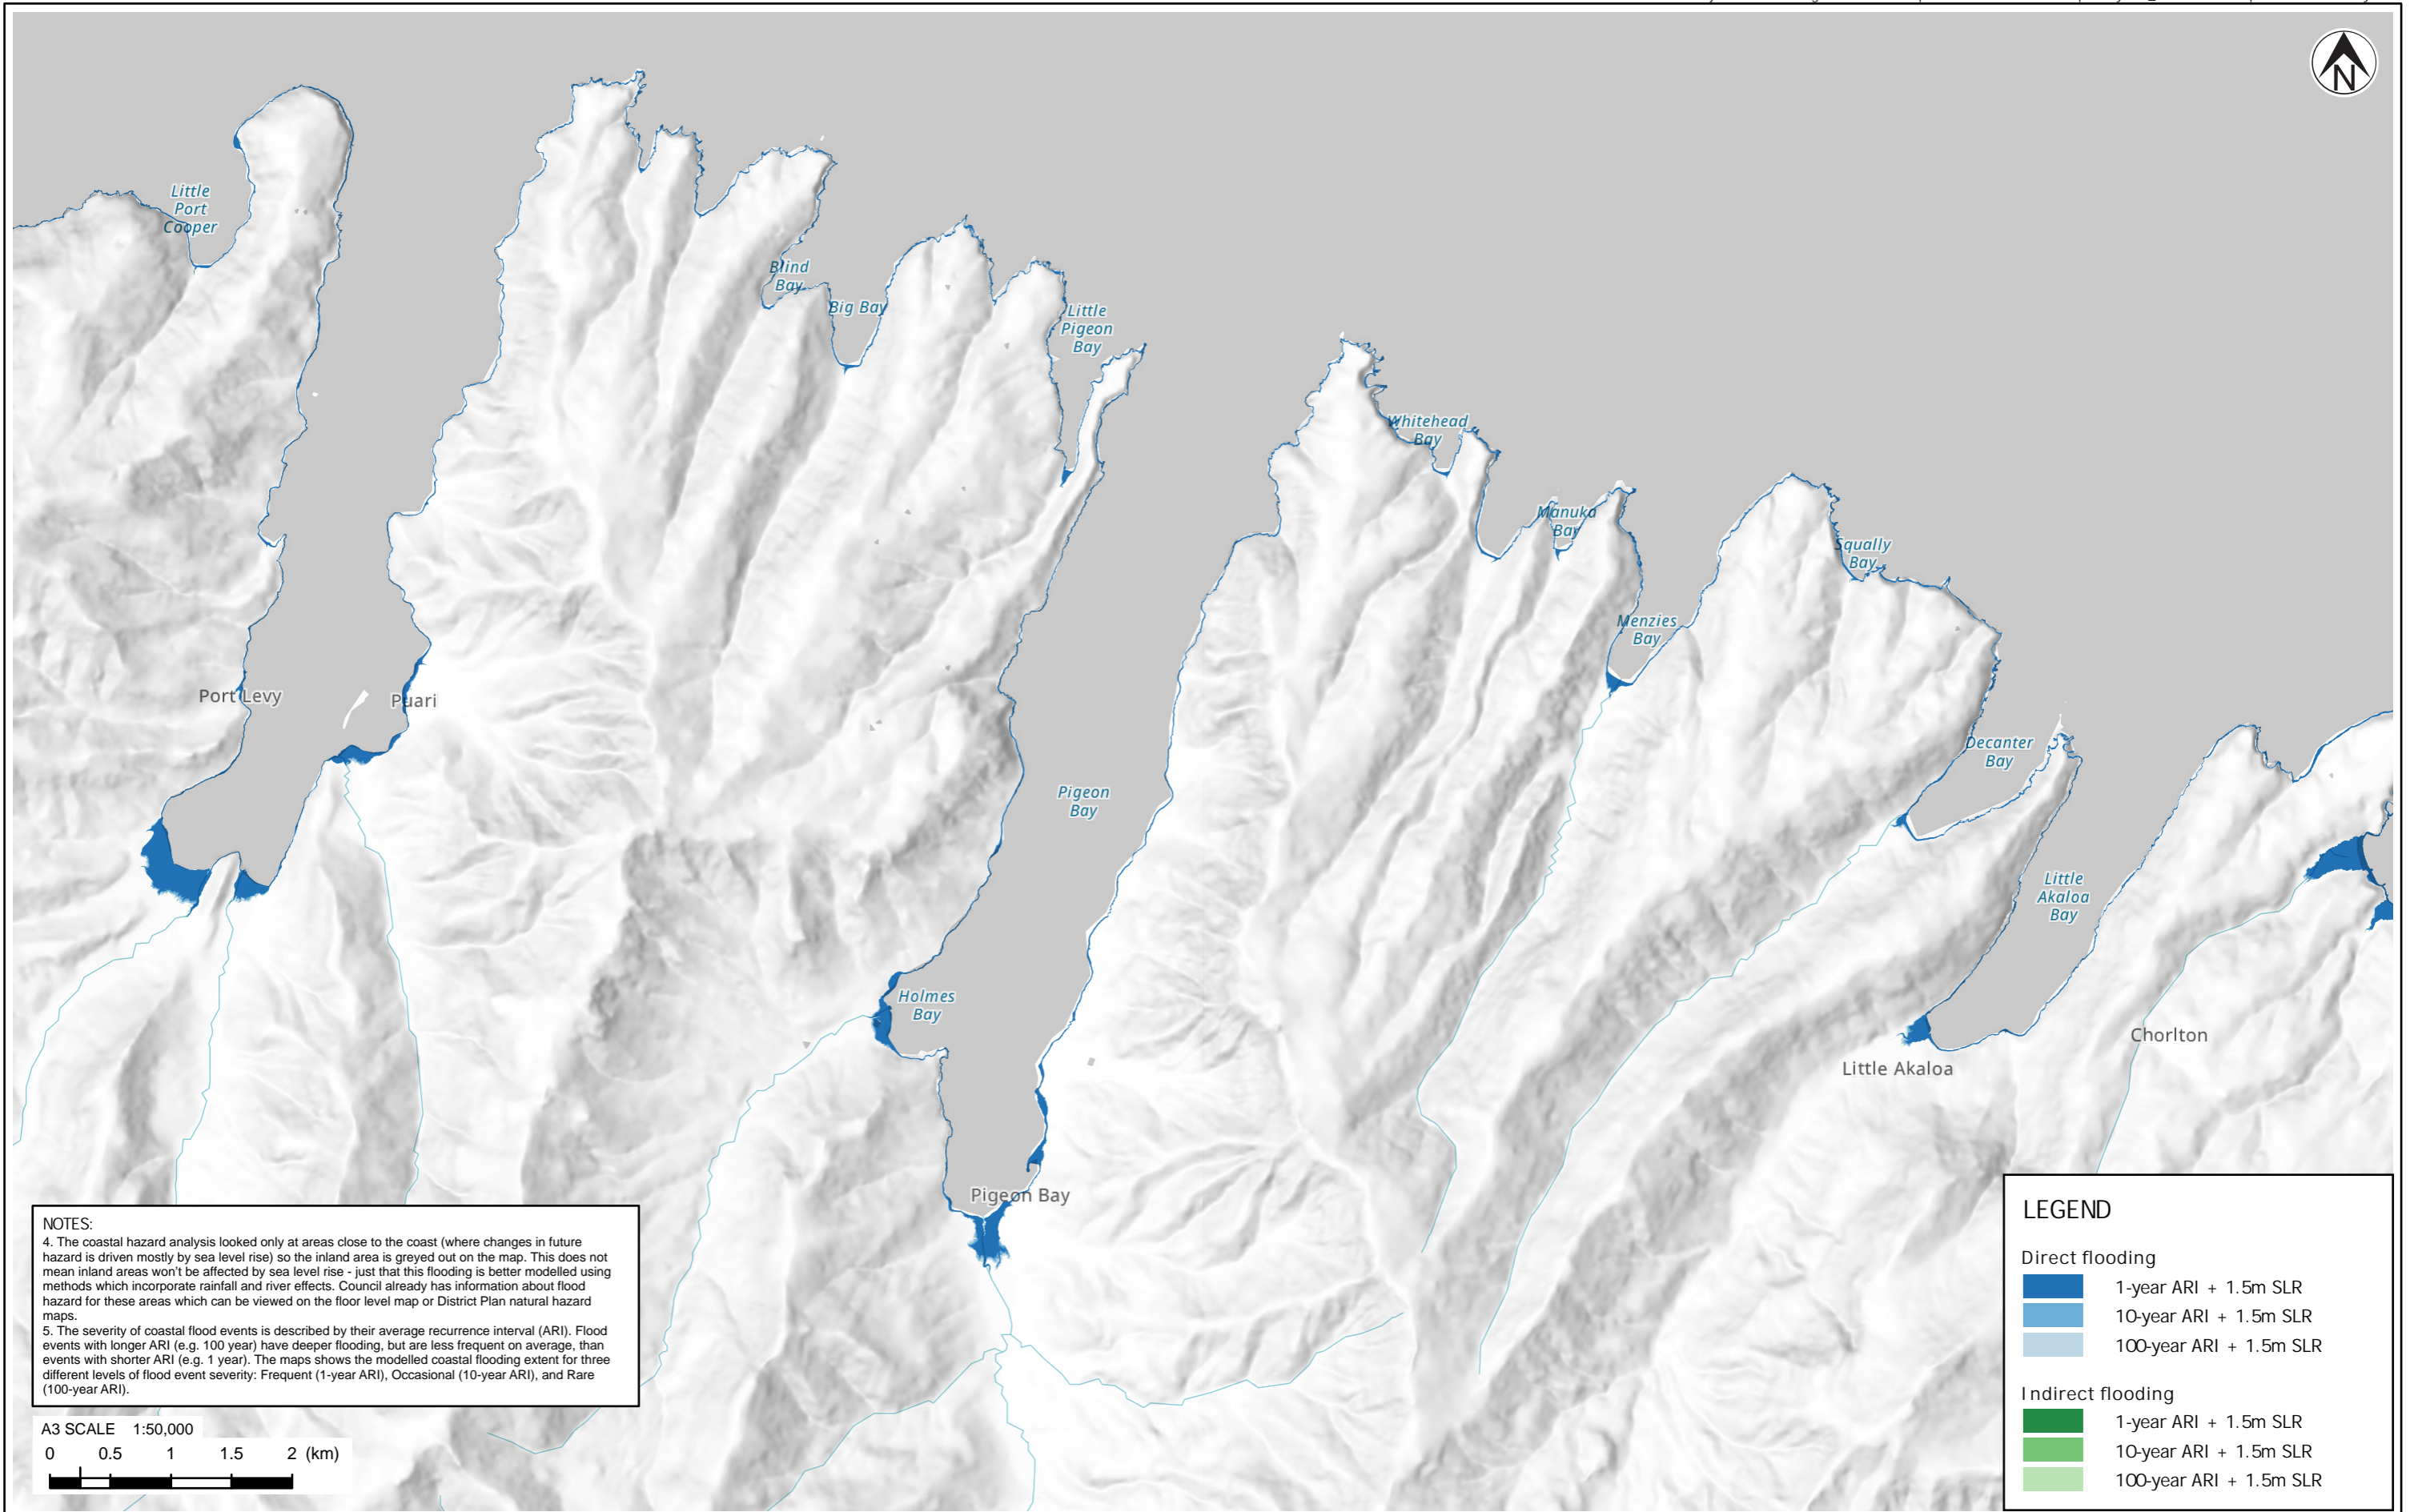 N
Little
Port
Cooper
Blind
Bay
Big Bay
Little
Pigeon
Bay
Whitehead
Bay
Manuka
Bay
Squally
Bay
Menzies
Bay
Port Levy
Puari
Decanter
Bay
Pigeon
Bay
Little
Akaloa
Bay
Holmes
Bay
Chorlton
Little Akaloa
Pigeon Bay
NOTES:
4. The coastal hazard analysis looked only at areas close to the coast (where changes in future
hazard is driven mostly by sea level rise) so the inland area is greyed out on the map. This does not
mean inland areas won't be affected by sea level rise - just that this flooding is better modelled using
methods which incorporate rainfall and river effects. Council already has information about flood
hazard for these areas which can be viewed on the floor level map or District Plan natural hazard
maps.
5. The severity of coastal flood events is described by their average recurrence interval (ARI). Flood
events with longer ARI (e.g. 100 year) have deeper flooding, but are less frequent on average, than
events with shorter ARI (e.g. 1 year). The maps shows the modelled coastal flooding extent for three
different levels of flood event severity: Frequent (1-year ARI), Occasional (10-year ARI), and Rare
(100-year ARI).
A3 SCALE 1:50,000
0 0.5 1 1.5 2 (km)
LEGEND
Direct flooding
1-year ARI + 1.5m SLR
10-year ARI + 1.5m SLR
100-year ARI + 1.5m SLR
Indirect flooding
1-year ARI + 1.5m SLR
10-year ARI + 1.5m SLR
100-year ARI + 1.5m SLR